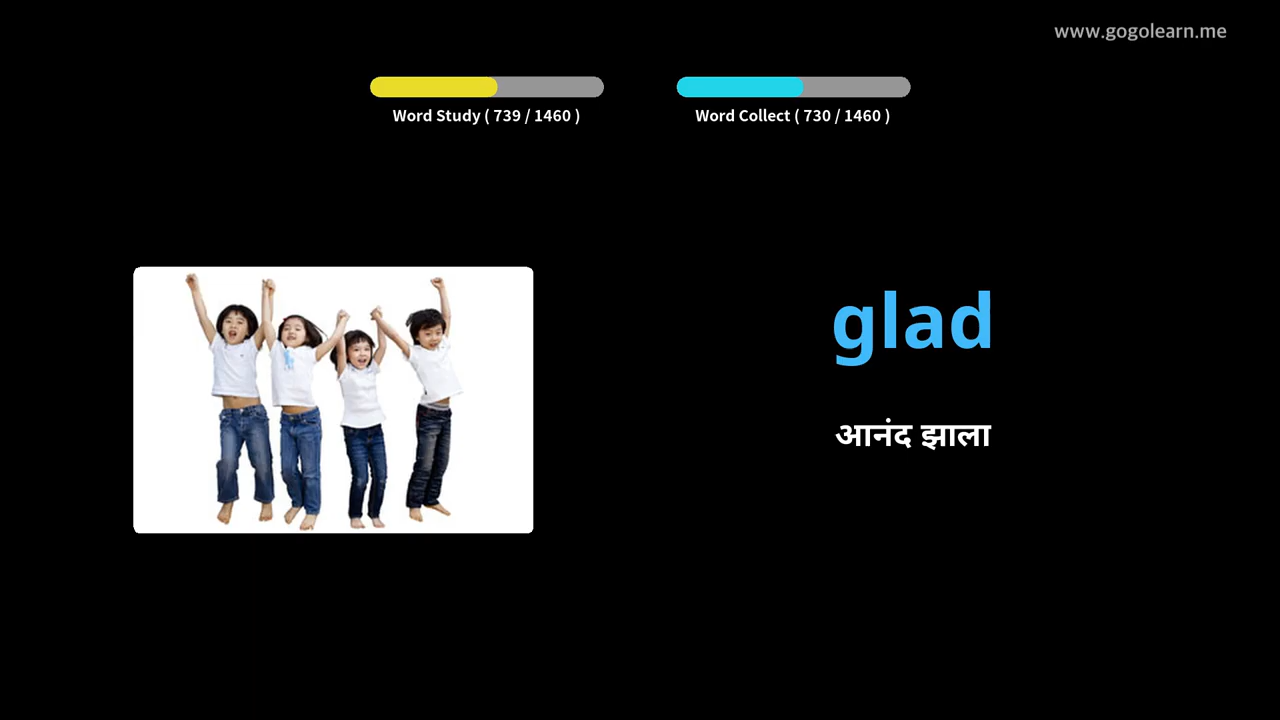 www.gogolearn.me
Word Study ( 739 / 1460 )
Word Collect ( 730 / 1460 )
glad
आनंद झाला